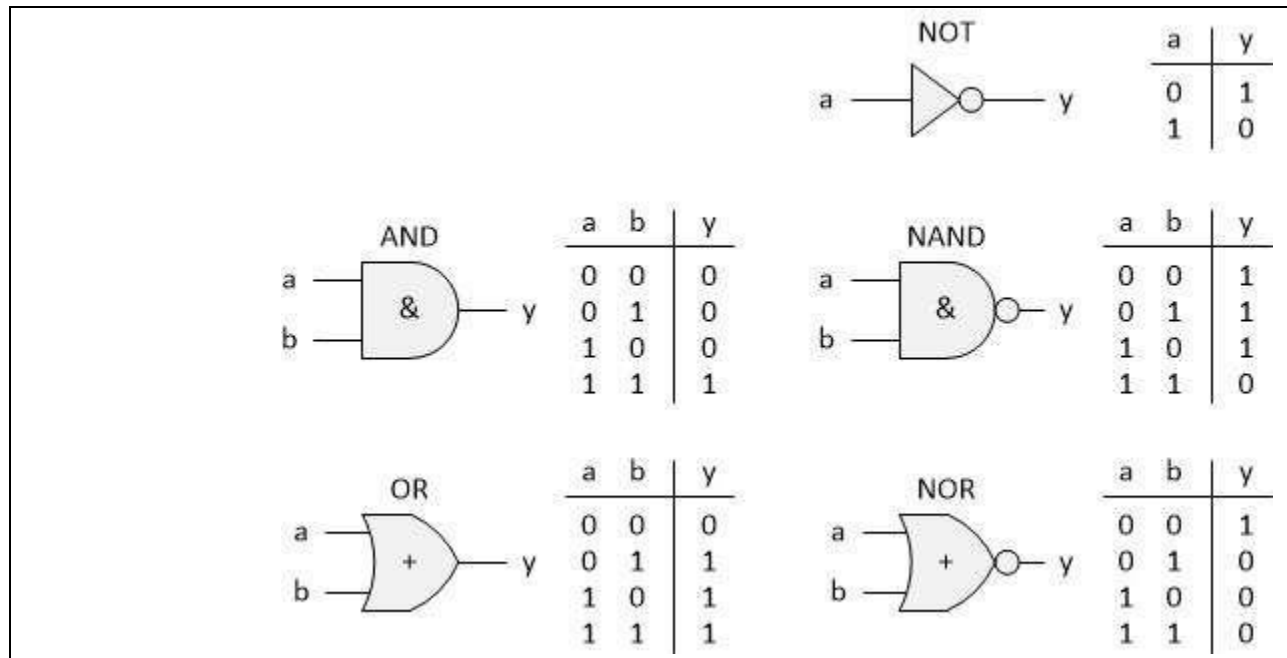 NOT
a y
a y
0 1
1 0
AND
a
b
&
y
a b y
0 0 0
0 1 0
1 0 0
1 1 1
NAND
a
b
&
y
a b y
0 0 1
0 1 1
1 0 1
1 1 0
OR
a
b
+
y
a b y
0 0 0
0 1 1
1 0 1
1 1 1
NOR
a
b
+
y
a b y
0 0 1
0 1 0
1 0 0
1 1 0